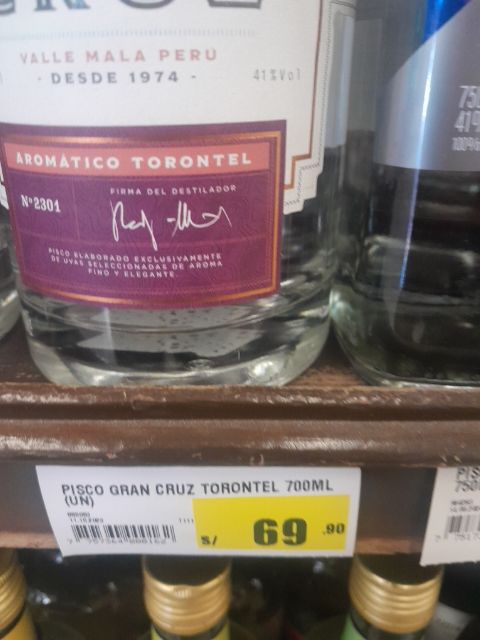 VALLE MALA PERÚ
- DESDE 1974 -
41%Vol
AROMÁTICO TORONTEL
Nº2301
FIRMA DEL DESTILADOR
PISCO ELABORADO EXCLUSIVAMENTE
DE UVAS SELECCIONADAS DE AROMA
FINO Y ELEGANTE.
PISCO GRAN CRUZ TORONTEL 700ML
(UN)
S/ 69 .90